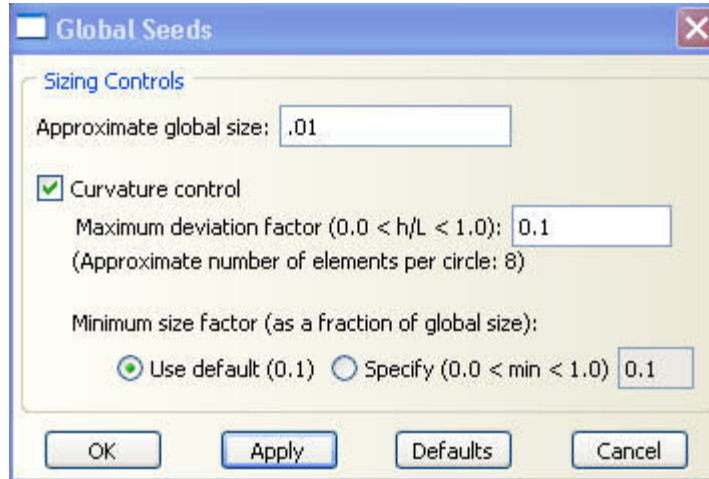 Global Seeds
Sizing Controls
Approximate global size: .01
Curvature control
Maximum deviation factor (0.0 < h/L < 1.0): 0.1
(Approximate number of elements per circle: 8)
Minimum size factor (as a fraction of global size):
Use default (0.1) Specify (0.0 < min < 1.0) 0.1
OK Apply Defaults Cancel